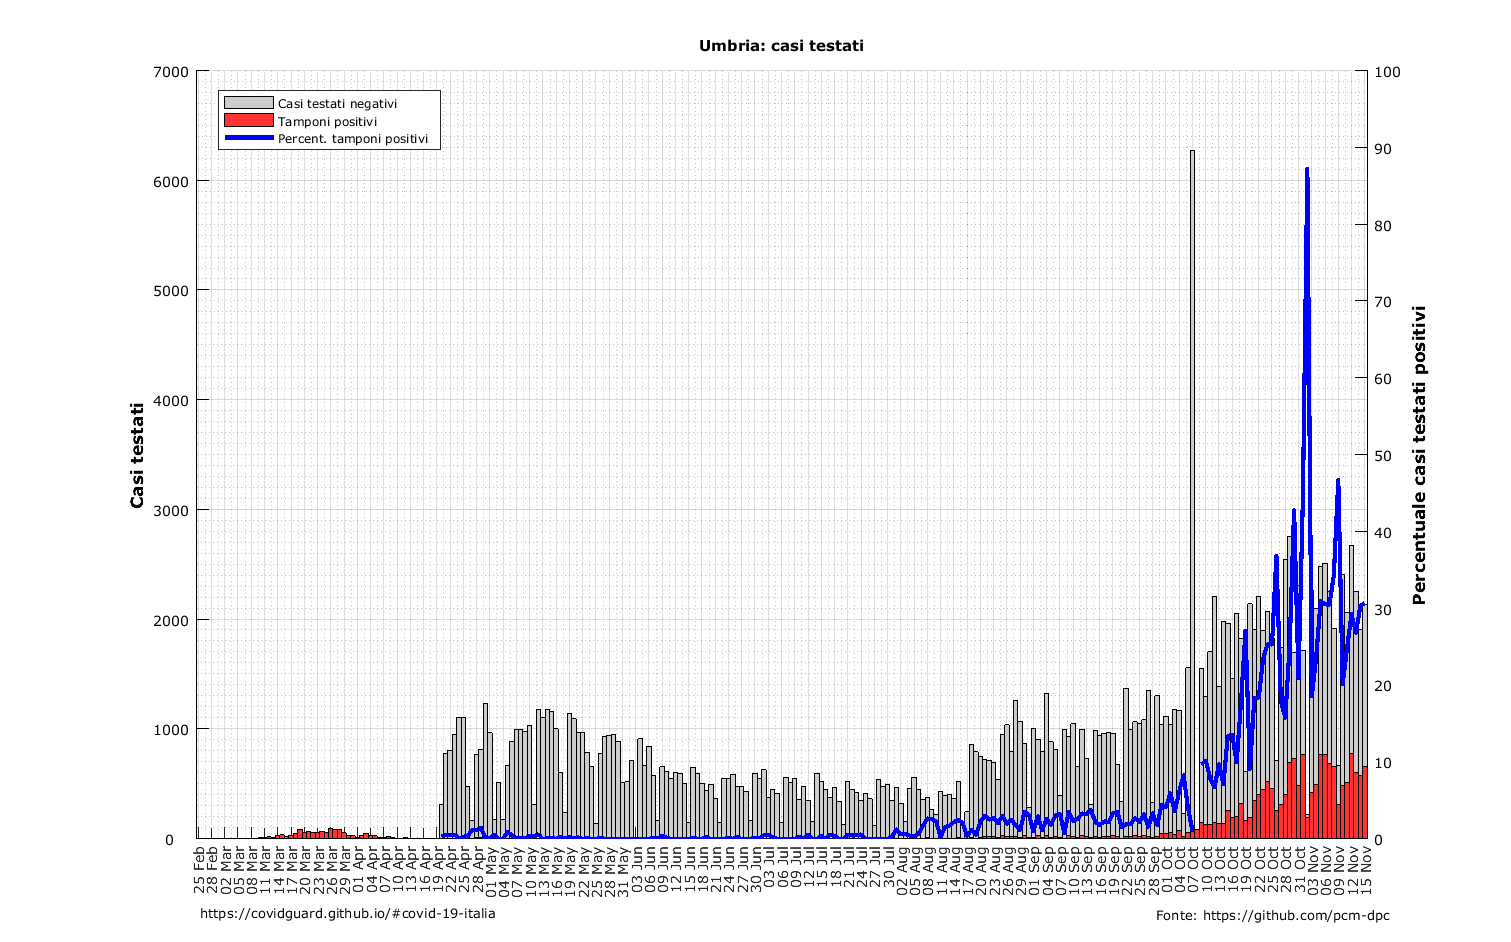 Umbria: casi testati
7000
6000
5000
4000
3000
2000
1000
0
Casi testati
Casi testati negativi
Tamponi positivi
Percent. tamponi positivi
100
90
80
70
60
50
40
30
20
10
0
Percentuale casi testati positivi
25 Feb
28 Feb
02 Mar
05 Mar
08 Mar
11 Mar
14 Mar
17 Mar
20 Mar
23 Mar
26 Mar
29 Mar
01 Apr
04 Apr
07 Apr
10 Apr
13 Apr
16 Apr
19 Apr
22 Apr
25 Apr
28 Apr
01 May
04 May
07 May
10 May
13 May
16 May
19 May
22 May
25 May
28 May
31 May
03 Jun
06 Jun
09 Jun
12 Jun
15 Jun
18 Jun
21 Jun
24 Jun
27 Jun
30 Jun
03 Jul
06 Jul
09 Jul
12 Jul
15 Jul
18 Jul
21 Jul
24 Jul
27 Jul
30 Jul
02 Aug
05 Aug
08 Aug
11 Aug
14 Aug
17 Aug
20 Aug
23 Aug
26 Aug
29 Aug
01 Sep
04 Sep
07 Sep
10 Sep
13 Sep
16 Sep
19 Sep
22 Sep
25 Sep
28 Sep
01 Oct
04 Oct
07 Oct
10 Oct
13 Oct
16 Oct
19 Oct
22 Oct
25 Oct
28 Oct
31 Oct
03 Nov
06 Nov
09 Nov
12 Nov
15 Nov
https://covidguard.github.io/#covid-19-italia
Fonte: https://github.com/pcm-dpc